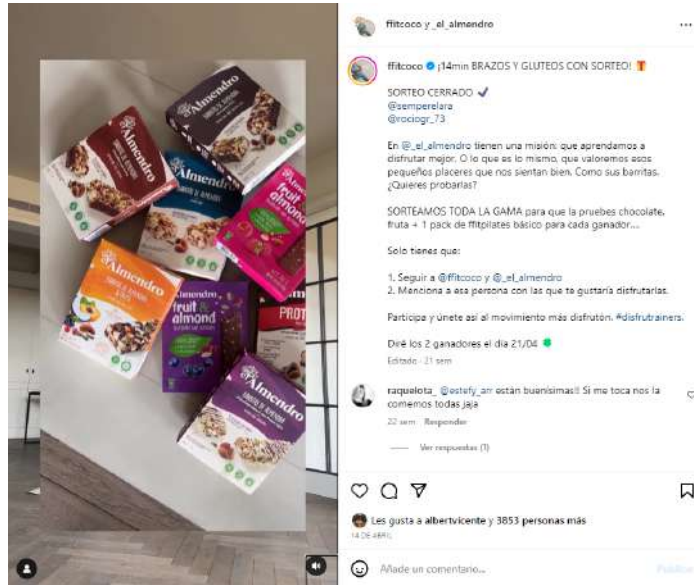 ffitcoco y _el_almendro
ffitcoco ¡14min BRAZOS Y GLUTEOS CON SORTEO!
SORTEO CERRADO
@semperelara
@rociogr_73
En @_el_almendro tienen una misión: que aprendamos a
disfrutar mejor. O lo que es lo mismo, que valoremos esos
pequeños placeres que nos sientan bien. Como sus barritas.
¿Quieres probarlas?
SORTEAMOS TODA LA GAMA para que la pruebes chocolate,
fruta + 1 pack de ffitpilates básico para cada ganador...
Solo tienes que:
1. Seguir a @ffitcoco y @_el_almendro
2. Menciona a esa persona con las que te gustaría disfrutarlas.
Participa y únete así al movimiento más disfrutón. #disfrutrainers.
Diré los 2 ganadores el día 21/04
Editado · 21 sem
raquelota_ @estefy_arr están buenísimas!! Si me toca nos la
comemos todas jaja
22 sem Responder
Ver respuestas (1)
Les gusta a albertvicente y 3853 personas más
14 DE ABRIL
Añade un comentario...
Publicar
Almendro
Almendro
Almendro
fruit &
almond
Almendro
Almendro
fruit &
almond
PROT
Almendro